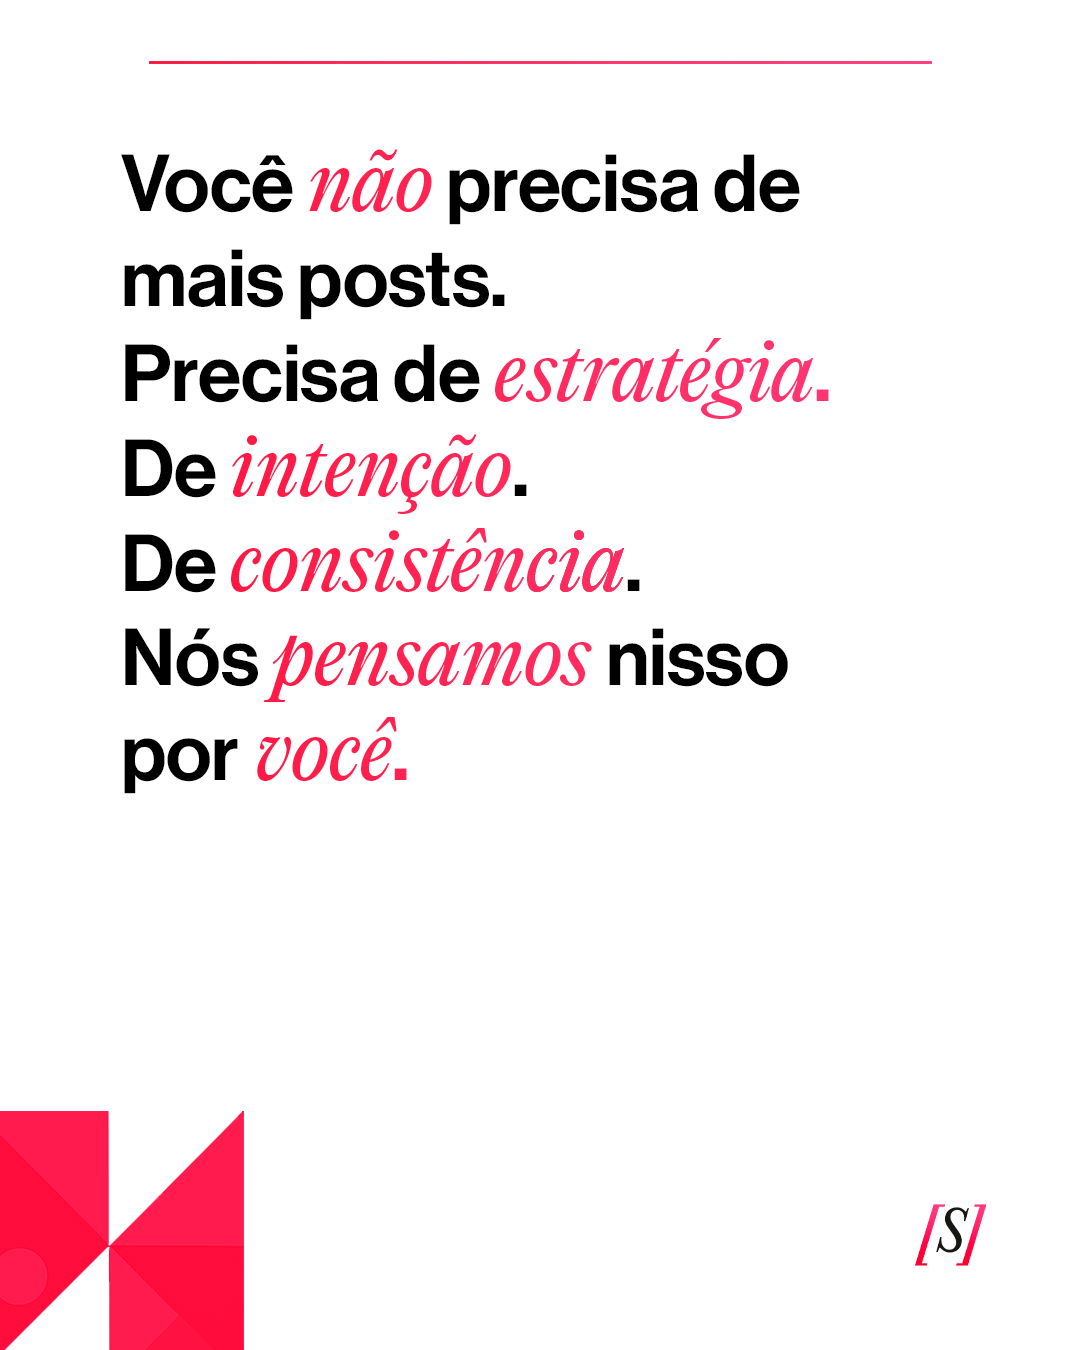 Você não precisa de
mais posts.
Precisa de estratégia.
De intenção.
De consistência.
Nós pensamos nisso
por você.
[S]